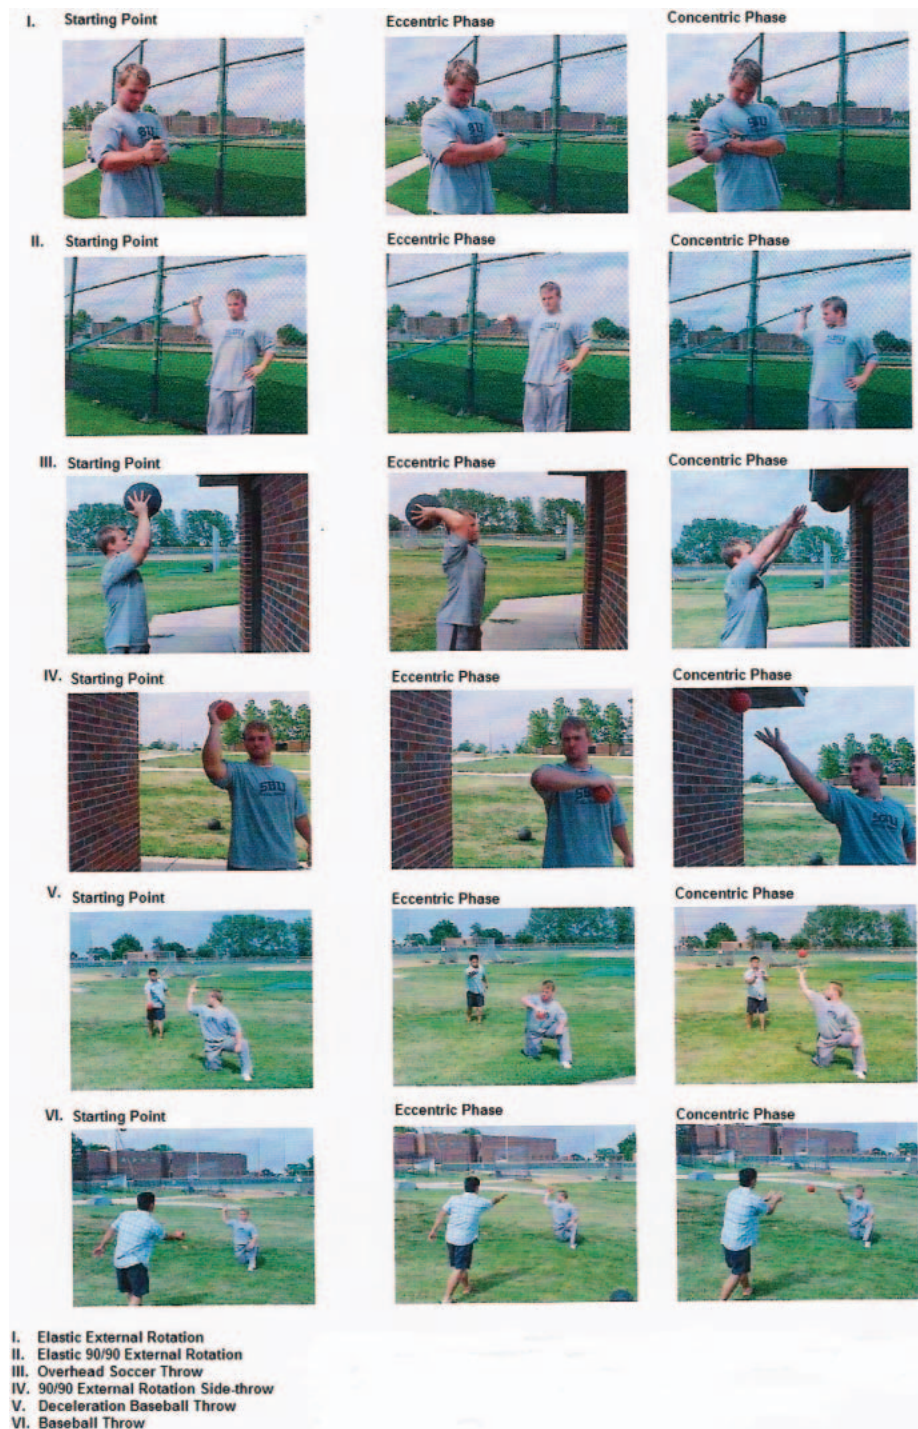 I. Starting Point Eccentric Phase Concentric Phase
SBU
II. Starting Point Eccentric Phase Concentric Phase
III. Starting Point Eccentric Phase Concentric Phase
IV. Starting Point Eccentric Phase Concentric Phase
SBU
V. Starting Point Eccentric Phase Concentric Phase
VI. Starting Point Eccentric Phase Concentric Phase
I. Elastic External Rotation
II. Elastic 90/90 External Rotation
III. Overhead Soccer Throw
IV. 90/90 External Rotation Side-throw
V. Deceleration Baseball Throw
VI. Baseball Throw